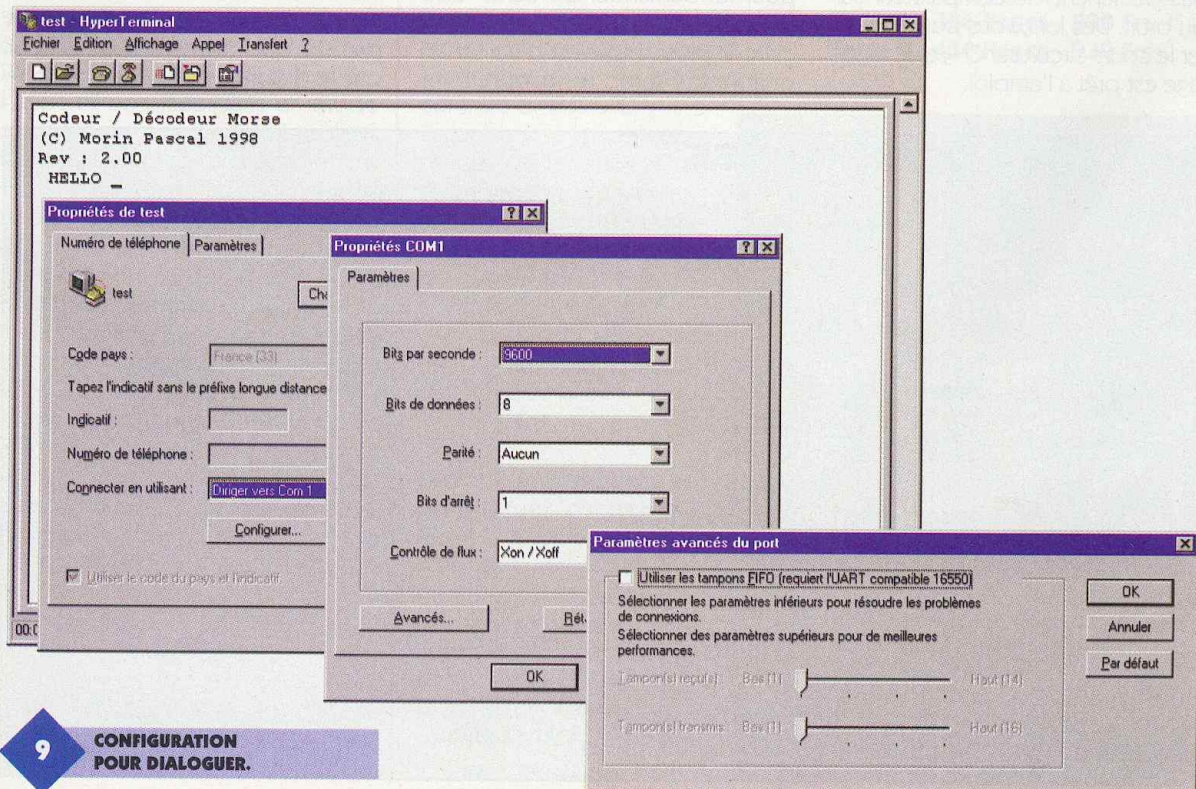 test - HyperTerminal
Fichier Edition Affichage Appel Transfert ?
Codeur / Décodeur Morse
(C) Morin Pascal 1998
Rev : 2.00
HELLO _
Propriétés de test
Numéro de téléphone Paramètres
test
Code pays : France (33)
Tapez l'indicatif sans le préfixe longue distance
Indicatif :
Numéro de téléphone :
Connecter en utilisant : Diriger vers Com 1
Configurer...
Utiliser le code du pays et l'indicatif.
Propriétés COM1
Paramètres
Bits par seconde : 9600
Bits de données : 8
Parité : Aucun
Bits d'arrêt : 1
Contrôle de flux : Xon / Xoff
Avancés...
OK
Paramètres avancés du port
Utiliser les tampons FIFO (requiert l'UART compatible 16550)
Sélectionner les paramètres inférieurs pour résoudre les problèmes
de connexions.
Sélectionner des paramètres supérieurs pour de meilleures
performances.
Tampon(s) reçu(s) : Bas (1) Haut (14)
Tampon(s) transmis : Bas (1) Haut (16)
OK
Annuler
Par défaut
9
CONFIGURATION
POUR DIALOGUER.